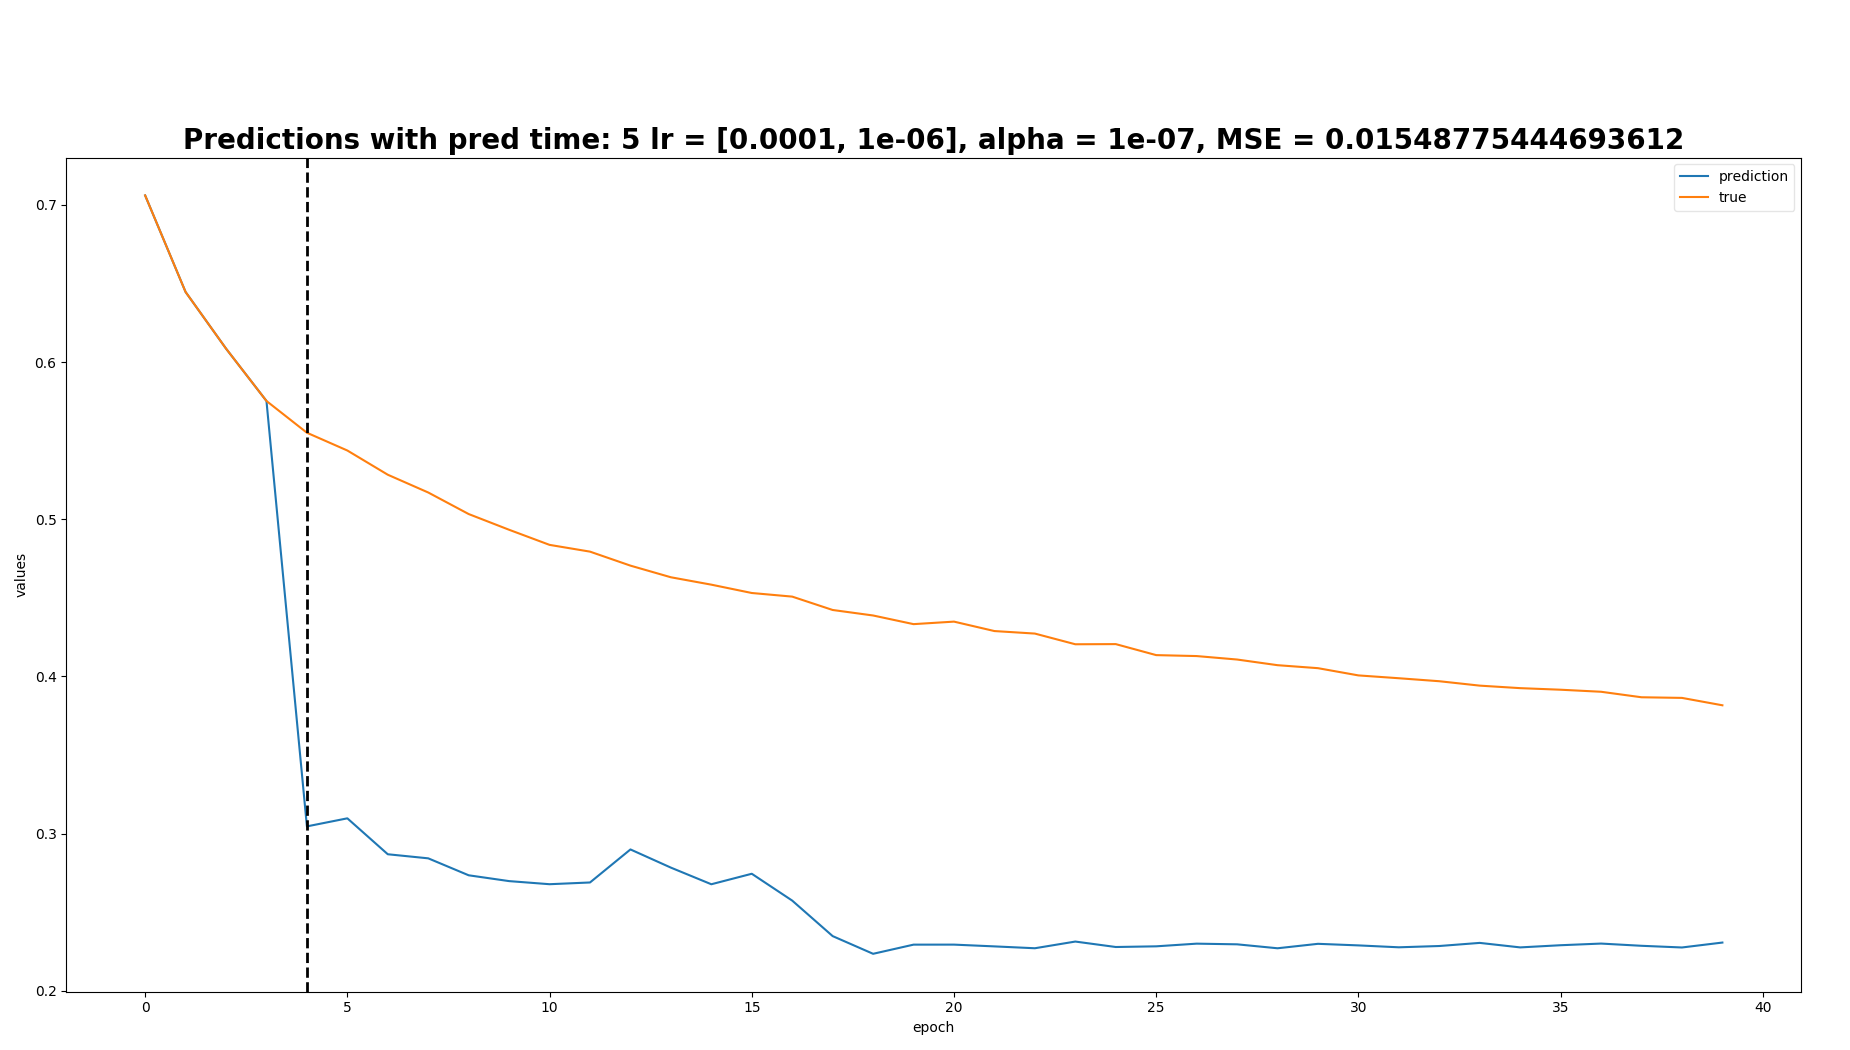 Predictions with pred time: 5 lr = [0.0001, 1e-06], alpha = 1e-07, MSE = 0.01548775444693612
prediction
true
0.7
0.6
0.5
0.4
0.3
0.2
values
0 5 10 15 20 25 30 35 40
epoch